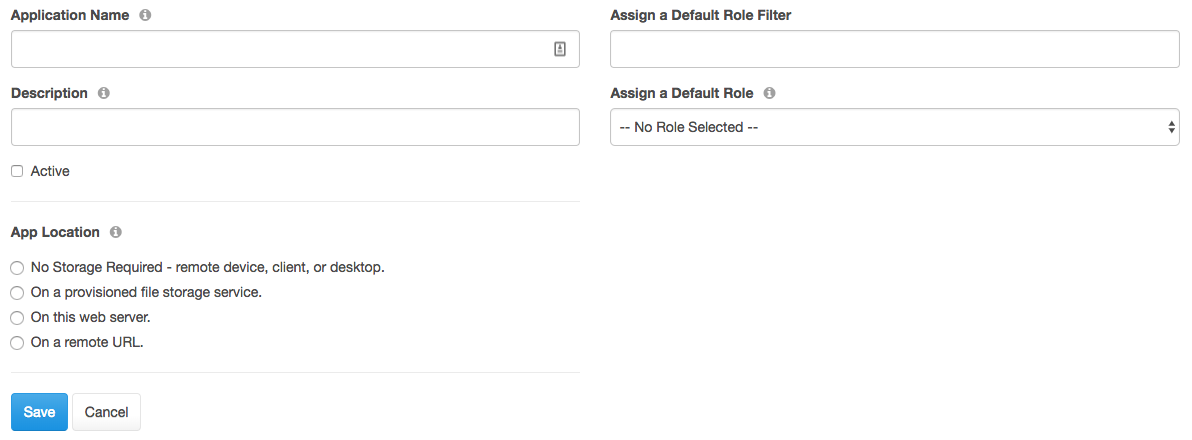 Application Name
Description
Active
App Location
No Storage Required - remote device, client, or desktop.
On a provisioned file storage service.
On this web server.
On a remote URL.
Save Cancel
Assign a Default Role Filter
Assign a Default Role
-- No Role Selected --